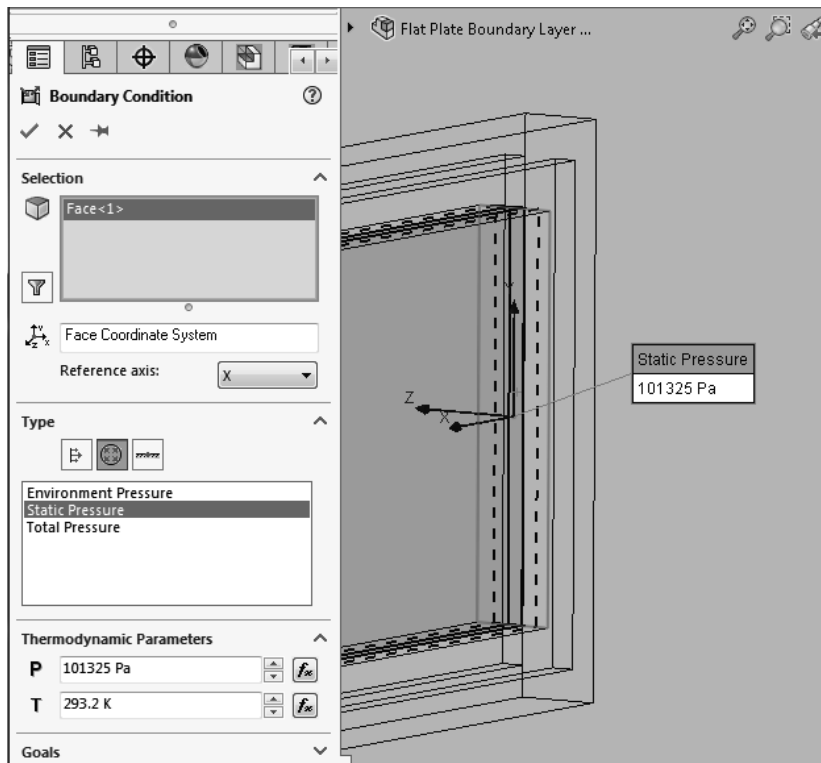 Flat Plate Boundary Layer ...
Boundary Condition
Selection
Face<1>
Face Coordinate System
Reference axis:
X
Type
Environment Pressure
Static Pressure
Total Pressure
Thermodynamic Parameters
P
101325 Pa
T
293.2 K
Goals
Y
Z
X
Static Pressure
101325 Pa